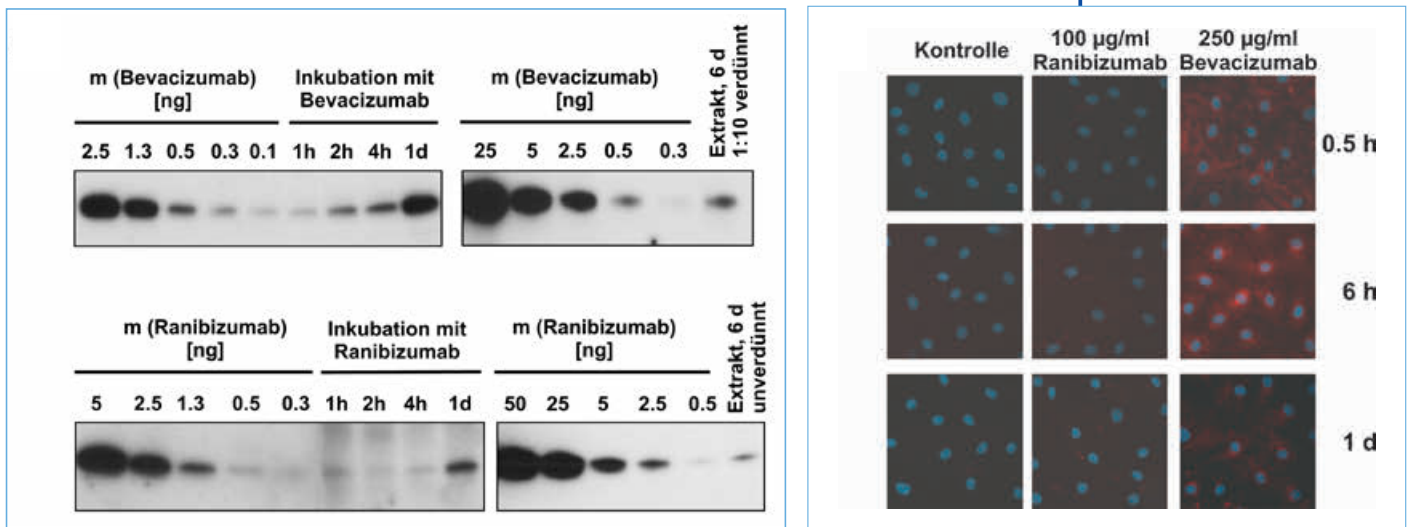 m (Bevacizumab)
[ng]
Inkubation mit
Bevacizumab
m (Bevacizumab)
[ng]
Extrakt, 6 d
1:10 verdünnt
2.5 1.3 0.5 0.3 0.1 1h 2h 4h 1d 25 5 2.5 0.5 0.3
m (Ranibizumab)
[ng]
Inkubation mit
Ranibizumab
m (Ranibizumab)
[ng]
Extrakt, 6 d
unverdünnt
5 2.5 1.3 0.5 0.3 1h 2h 4h 1d 50 25 5 2.5 0.5
Kontrolle
100 µg/ml
Ranibizumab
250 µg/ml
Bevacizumab
0.5 h
6 h
1 d